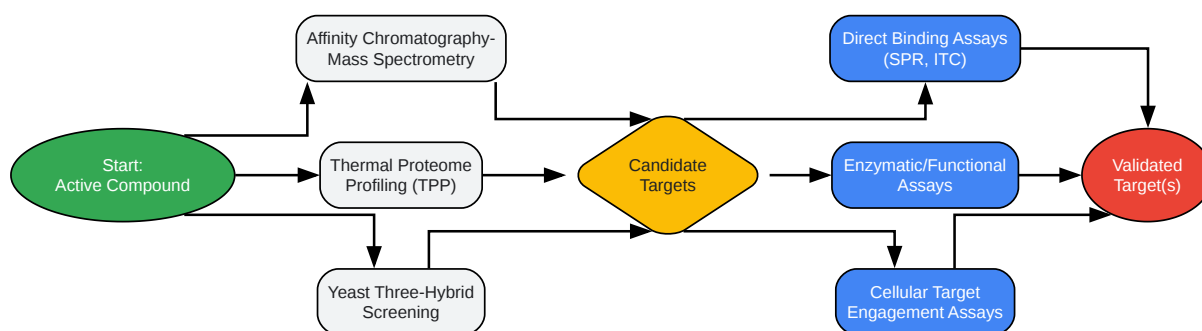 Start:
Active Compound
Affinity Chromatography-
Mass Spectrometry
Thermal Proteome
Profiling (TPP)
Yeast Three-Hybrid
Screening
Candidate
Targets
Direct Binding Assays
(SPR, ITC)
Enzymatic/Functional
Assays
Cellular Target
Engagement Assays
Validated
Target(s)